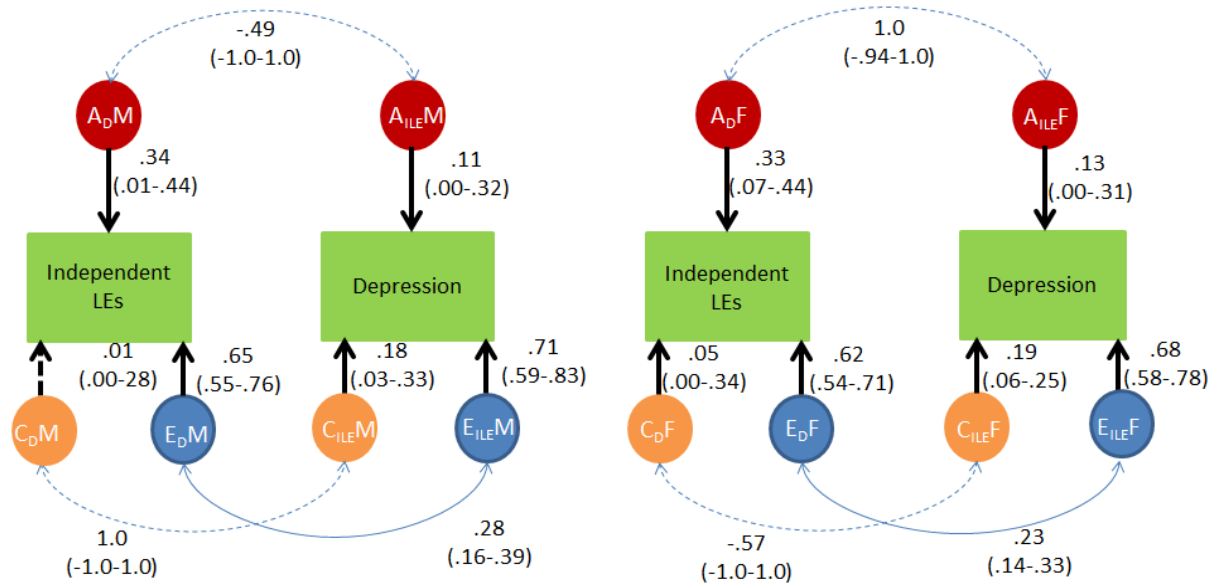 -.49
(-1.0-1.0)
ADM
AILEM
.34
(.01-.44)
.11
(.00-.32)
Independent
LEs
Depression
.01
(.00-28)
.65
(.55-.76)
.18
(.03-.33)
.71
(.59-.83)
CDM
EDM
CILEM
EILEM
1.0
(-1.0-1.0)
.28
(.16-.39)
1.0
(-.94-1.0)
ADF
AILEF
.33
(.07-.44)
.13
(.00-.31)
Independent
LEs
Depression
.05
(.00-.34)
.62
(.54-.71)
.19
(.06-.25)
.68
(.58-.78)
CDF
EDF
CILEF
EILEF
-.57
(-1.0-1.0)
.23
(.14-.33)